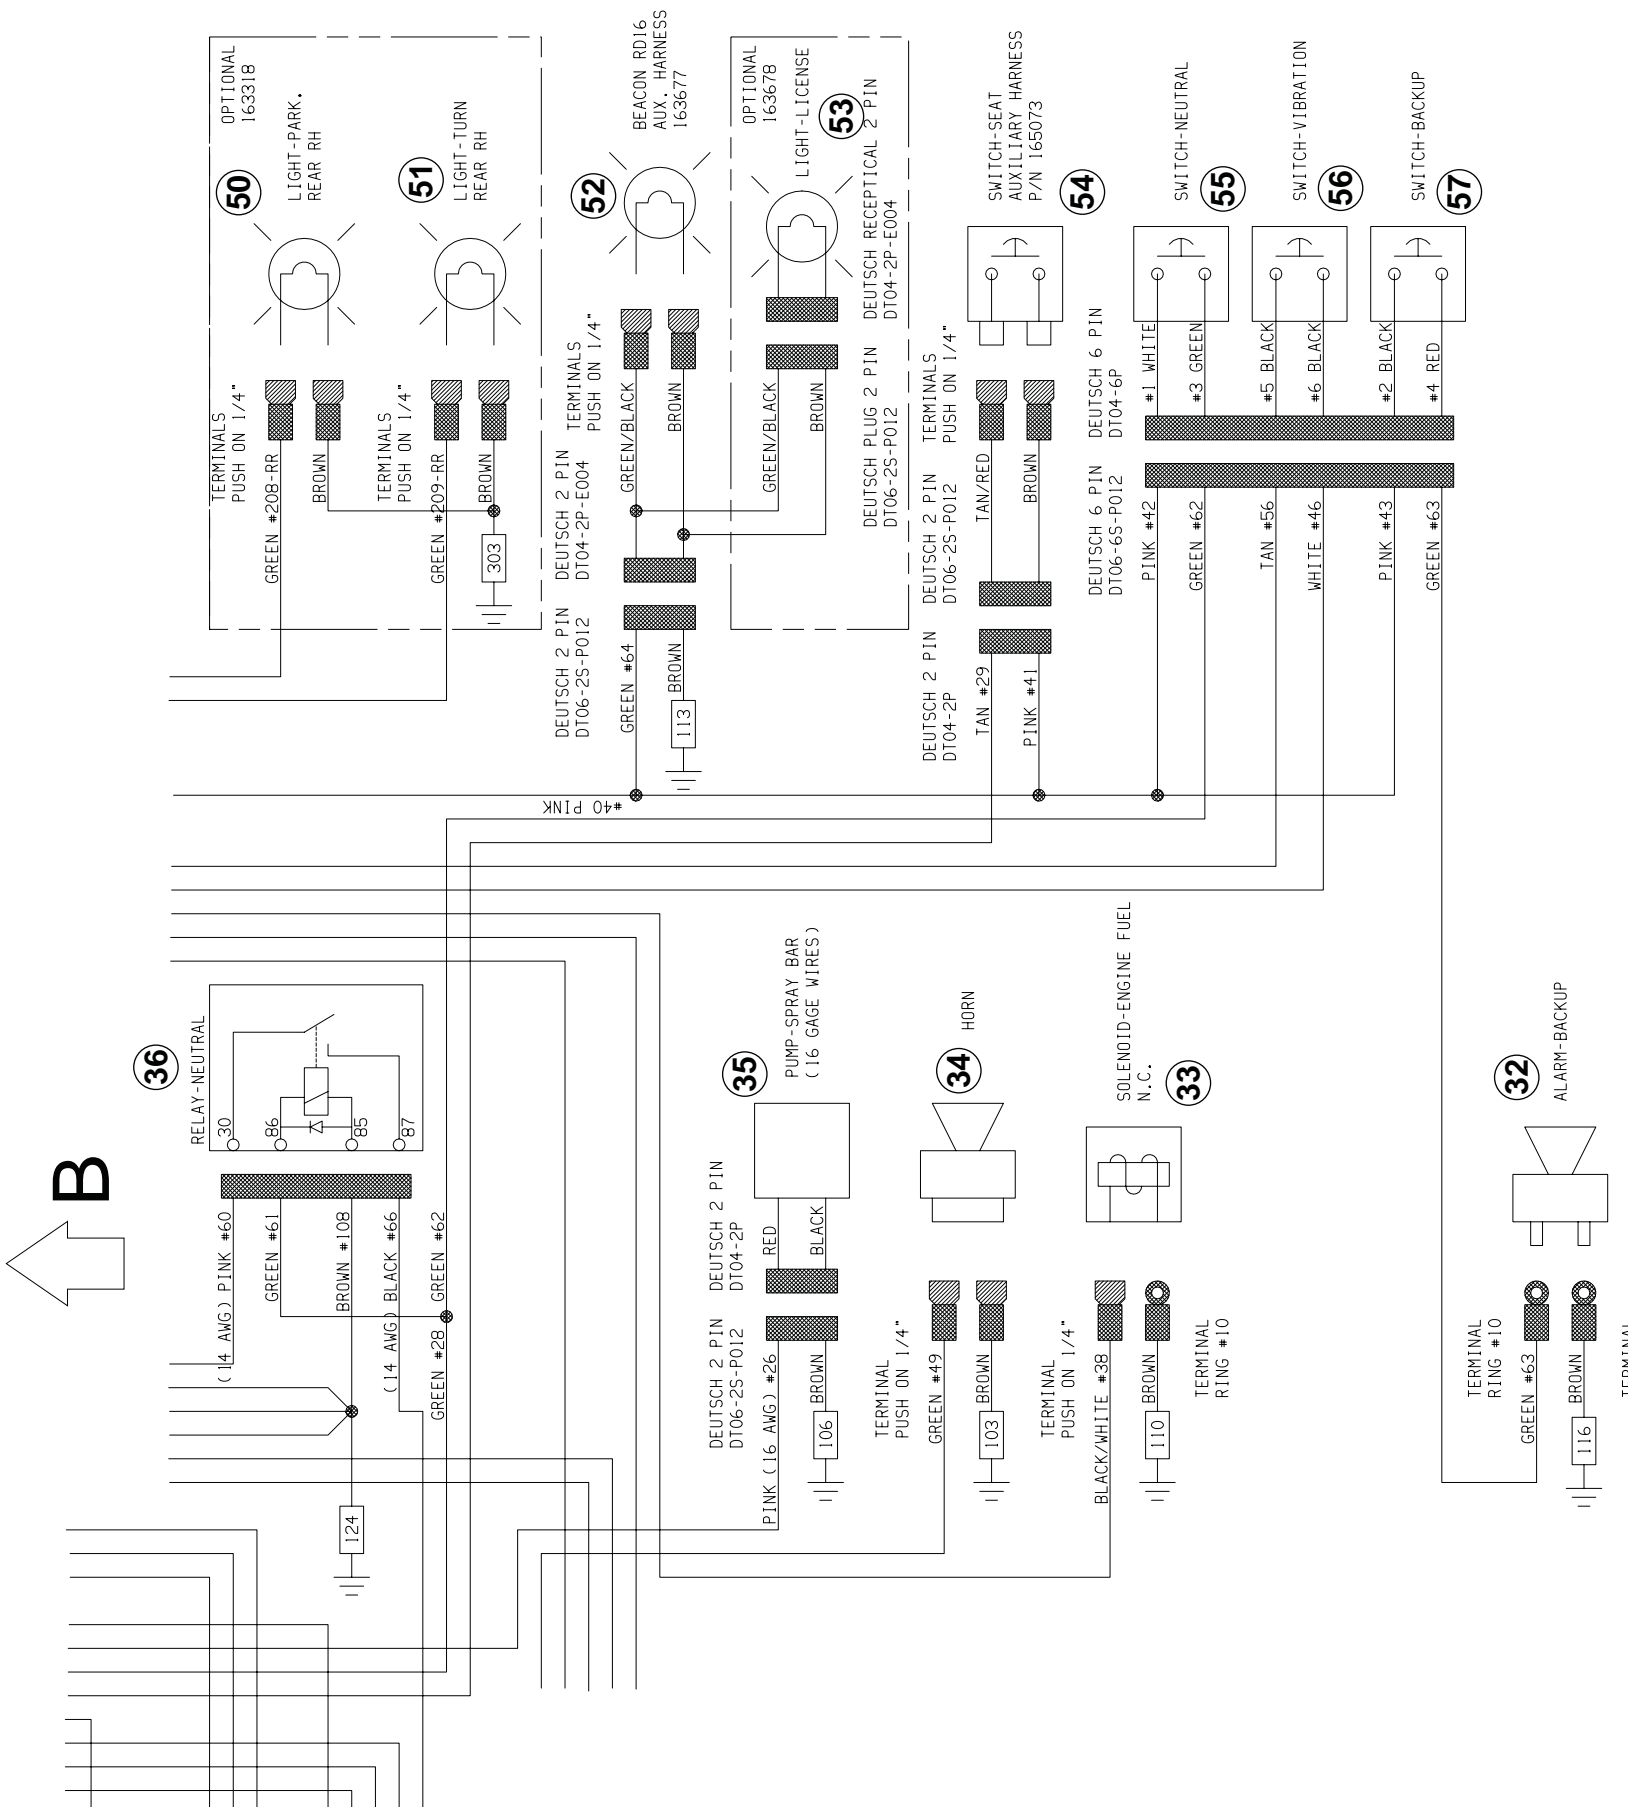 OPTIONAL
163318
50
LIGHT-PARK.
REAR RH
51
LIGHT-TURN
REAR RH
TERMINALS
PUSH ON 1/4"
GREEN #208-RR
BROWN
TERMINALS
PUSH ON 1/4"
GREEN #209-RR
BROWN
303
BEACON RD16
AUX. HARNESS
163677
52
TERMINALS
PUSH ON 1/4"
GREEN/BLACK
BROWN
DEUTSCH 2 PIN
DT04-2P-E004
DEUTSCH 2 PIN
DT06-2S-P012
GREEN #64
BROWN
113
#40 PINK
OPTIONAL
163678
LIGHT-LICENSE
53
DEUTSCH RECEPTICAL 2 PIN
DT04-2P-E004
GREEN/BLACK
BROWN
DEUTSCH PLUG 2 PIN
DT06-2S-P012
SWITCH-SEAT
AUXILIARY HARNESS
P/N 165073
54
TERMINALS
PUSH ON 1/4"
TAN/RED
BROWN
DEUTSCH 2 PIN
DT06-2S-P012
DEUTSCH 2 PIN
DT04-2P
TAN #29
PINK #41
SWITCH-NEUTRAL
55
SWITCH-VIBRATION
56
SWITCH-BACKUP
57
DEUTSCH 6 PIN
DT04-6P
#1 WHITE
#3 GREEN
#5 BLACK
#6 BLACK
#2 BLACK
#4 RED
DEUTSCH 6 PIN
DT06-6S-P012
PINK #42
GREEN #62
TAN #56
WHITE #46
PINK #43
GREEN #63
B
36
RELAY-NEUTRAL
30
86
85
87
(14 AWG) PINK #60
GREEN #61
BROWN #108
(14 AWG) BLACK #66
GREEN #28
GREEN #62
124
35
PUMP-SPRAY BAR
(16 GAGE WIRES)
DEUTSCH 2 PIN
DT04-2P
RED
BLACK
DEUTSCH 2 PIN
DT06-2S-P012
PINK (16 AWG) #26
BROWN
106
34
HORN
TERMINAL
PUSH ON 1/4"
GREEN #49
BROWN
103
SOLENOID-ENGINE FUEL
N.C.
33
TERMINAL
PUSH ON 1/4"
BLACK/WHITE #38
BROWN
110
TERMINAL
RING #10
32
ALARM-BACKUP
TERMINAL
RING #10
GREEN #63
BROWN
116